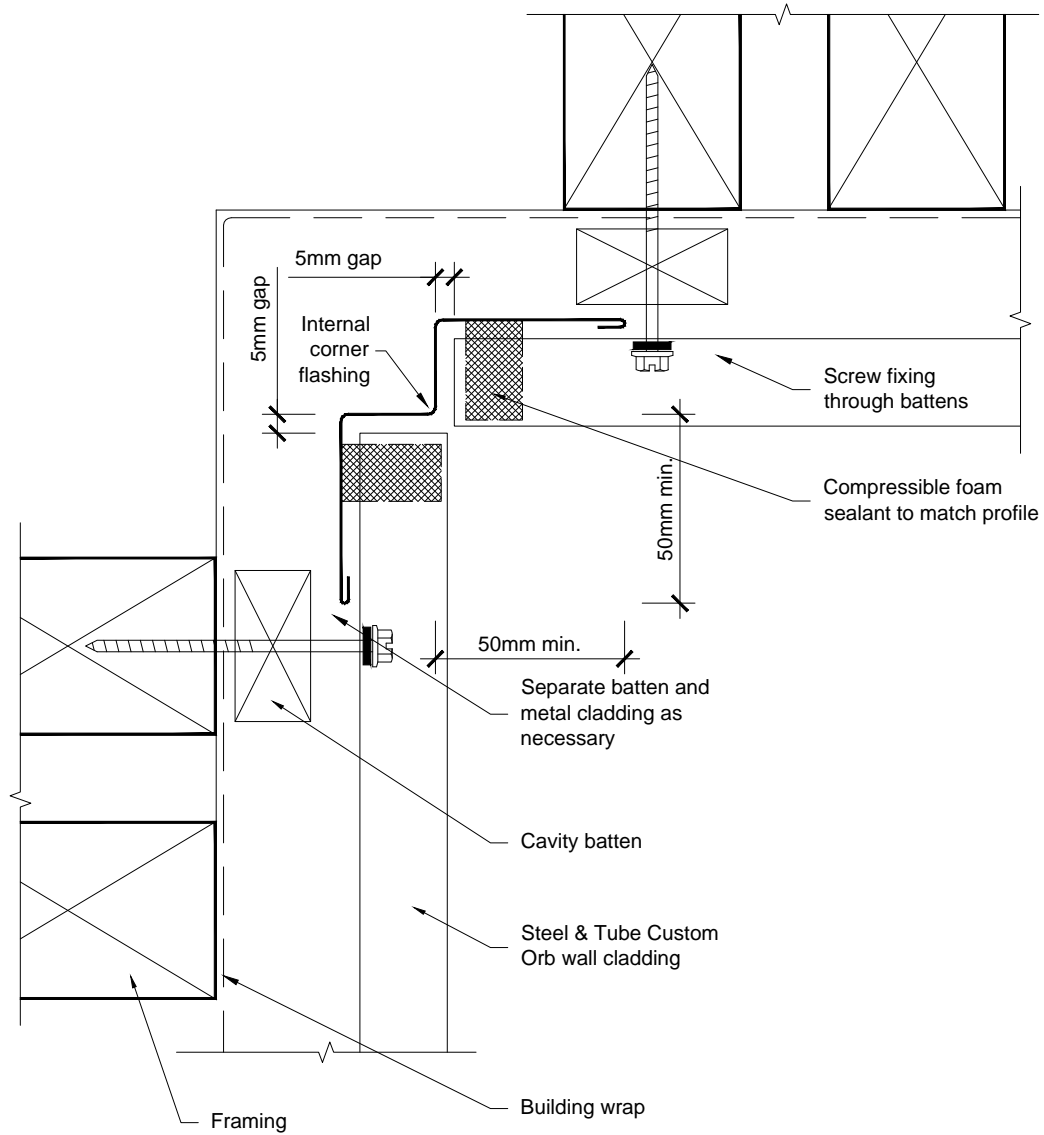 5mm gap
5mm gap
Internal
corner
flashing
Screw fixing
through battens
Compressible foam
sealant to match profile
50mm min.
50mm min.
Separate batten and
metal cladding as
necessary
Cavity batten
Steel & Tube Custom
Orb wall cladding
Building wrap
Framing